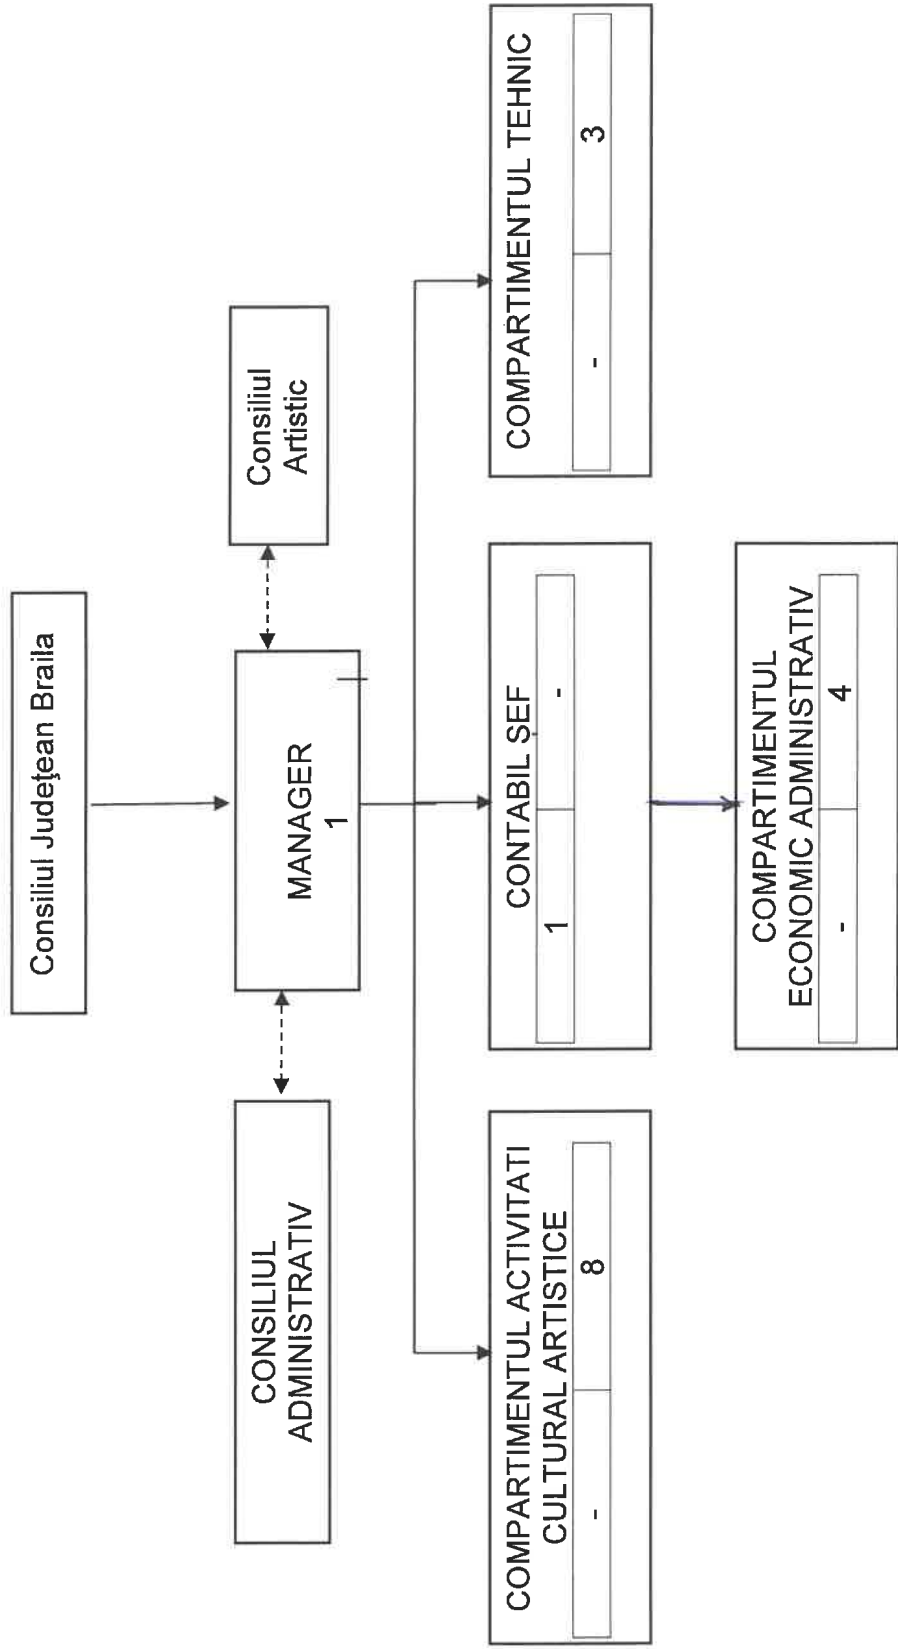 Consiliul Județean Braila
CONSILIUL
ADMINISTRATIV
MANAGER
1
Consiliul
Artistic
COMPARTIMENTUL ACTIVITATI
CULTURAL ARTISTICE
- 8
CONTABIL SEF
1 -
COMPARTIMENTUL TEHNIC
- 3
COMPARTIMENTUL
ECONOMIC ADMINISTRATIV
- 4